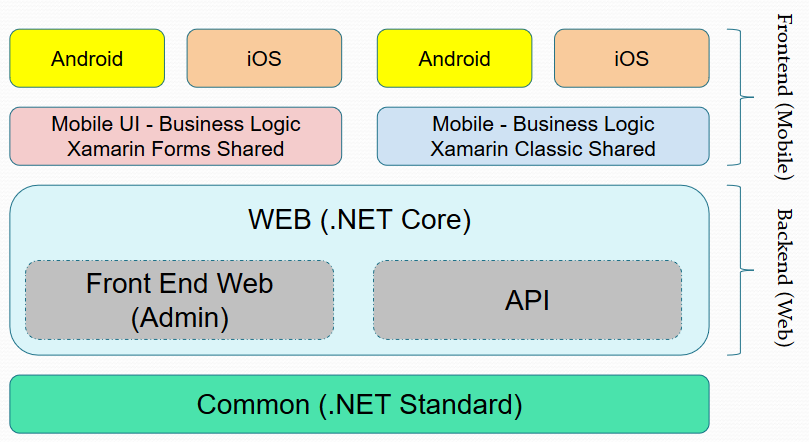 Android
iOS
Android
iOS
Mobile UI - Business Logic
Xamarin Forms Shared
Mobile - Business Logic
Xamarin Classic Shared
Frontend (Mobile)
WEB (.NET Core)
Front End Web
(Admin)
API
Backend (Web)
Common (.NET Standard)